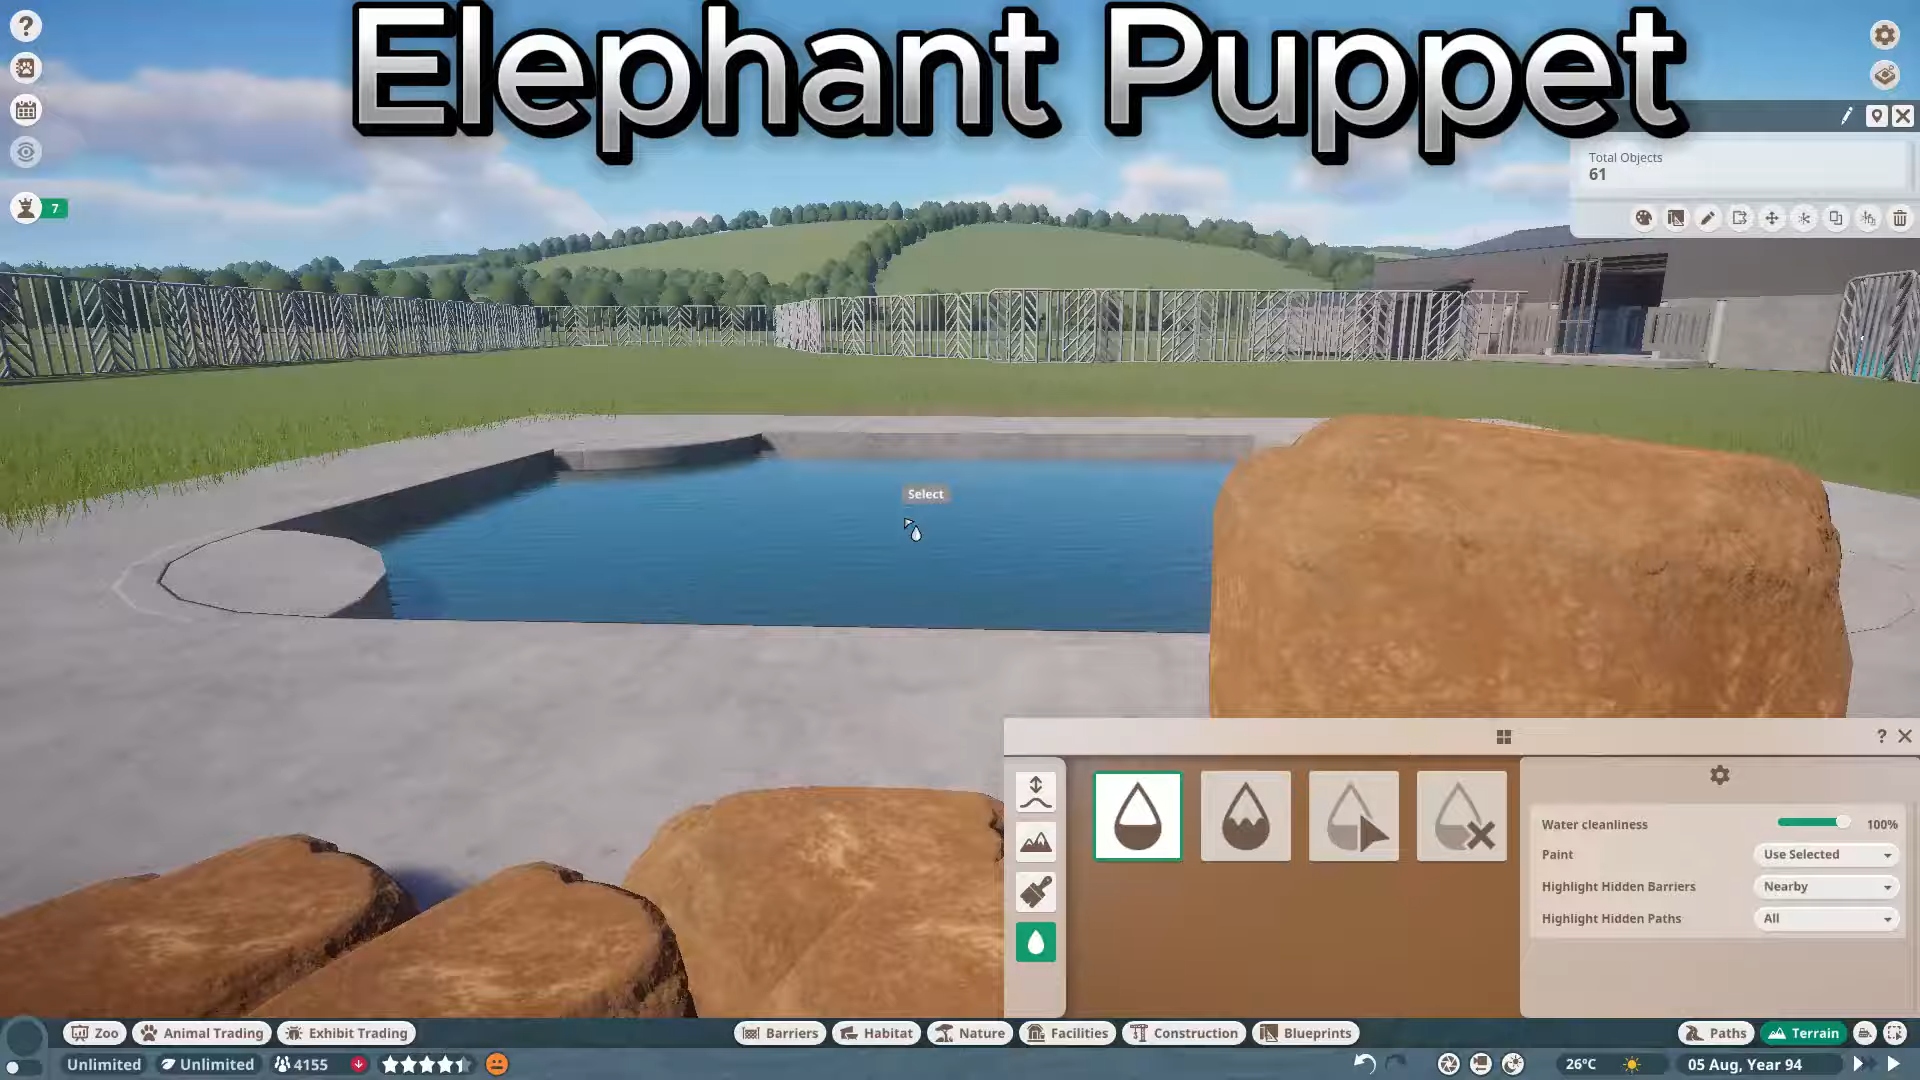 Elephant Puppet
?
7
Total Objects
61
Select
?
Water cleanliness 100%
Paint Use Selected
Highlight Hidden Barriers Nearby
Highlight Hidden Paths All
Zoo Animal Trading Exhibit Trading Barriers Habitat Nature Facilities Construction Blueprints Paths Terrain
Unlimited Unlimited 4155 26°C 05 Aug, Year 94